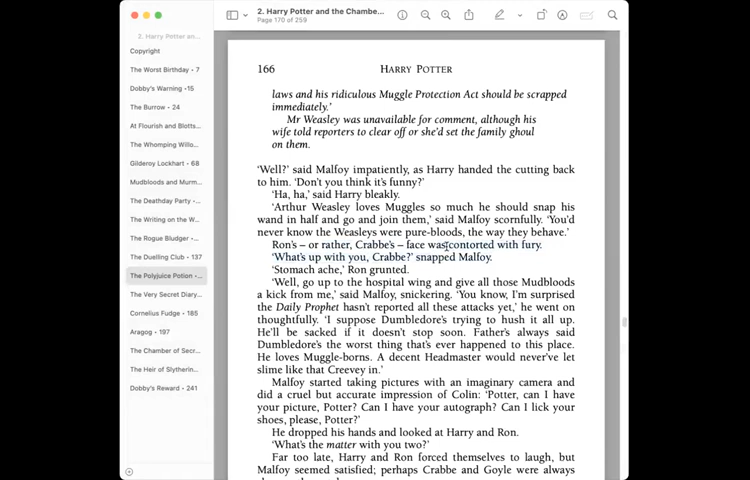 2. Harry Potter and the Chambe...
Page 170 of 259
2. Harry Potter an
Copyright
The Worst Birthday • 7
Dobby's Warning • 15
The Burrow • 24
At Flourish and Blotts...
The Whomping Willo...
Gilderoy Lockhart • 68
Mudbloods and Murm...
The Deathday Party •...
The Writing on the W...
The Rogue Bludger •...
The Duelling Club • 137
The Polyjuice Potion •...
The Very Secret Diary...
Cornelius Fudge • 185
Aragog • 197
The Chamber of Secr...
The Heir of Slytherin...
Dobby's Reward • 241
166 HARRY POTTER
laws and his ridiculous Muggle Protection Act should be scrapped
immediately.'
Mr Weasley was unavailable for comment, although his
wife told reporters to clear off or she'd set the family ghoul
on them.
'Well?' said Malfoy impatiently, as Harry handed the cutting back
to him. 'Don't you think it's funny?'
'Ha, ha,' said Harry bleakly.
'Arthur Weasley loves Muggles so much he should snap his
wand in half and go and join them,' said Malfoy scornfully. 'You'd
never know the Weasleys were pure-bloods, the way they behave.'
Ron's – or rather, Crabbe's – face was contorted with fury.
'What's up with you, Crabbe?' snapped Malfoy.
'Stomach ache,' Ron grunted.
'Well, go up to the hospital wing and give all those Mudbloods
a kick from me,' said Malfoy, snickering. 'You know, I'm surprised
the Daily Prophet hasn't reported all these attacks yet,' he went on
thoughtfully. 'I suppose Dumbledore's trying to hush it all up.
He'll be sacked if it doesn't stop soon. Father's always said
Dumbledore's the worst thing that's ever happened to this place.
He loves Muggle-borns. A decent Headmaster would never've let
slime like that Creevey in.'
Malfoy started taking pictures with an imaginary camera and
did a cruel but accurate impression of Colin: 'Potter, can I have
your picture, Potter? Can I have your autograph? Can I lick your
shoes, please, Potter?'
He dropped his hands and looked at Harry and Ron.
'What's the matter with you two?'
Far too late, Harry and Ron forced themselves to laugh, but
Malfoy seemed satisfied; perhaps Crabbe and Goyle were always